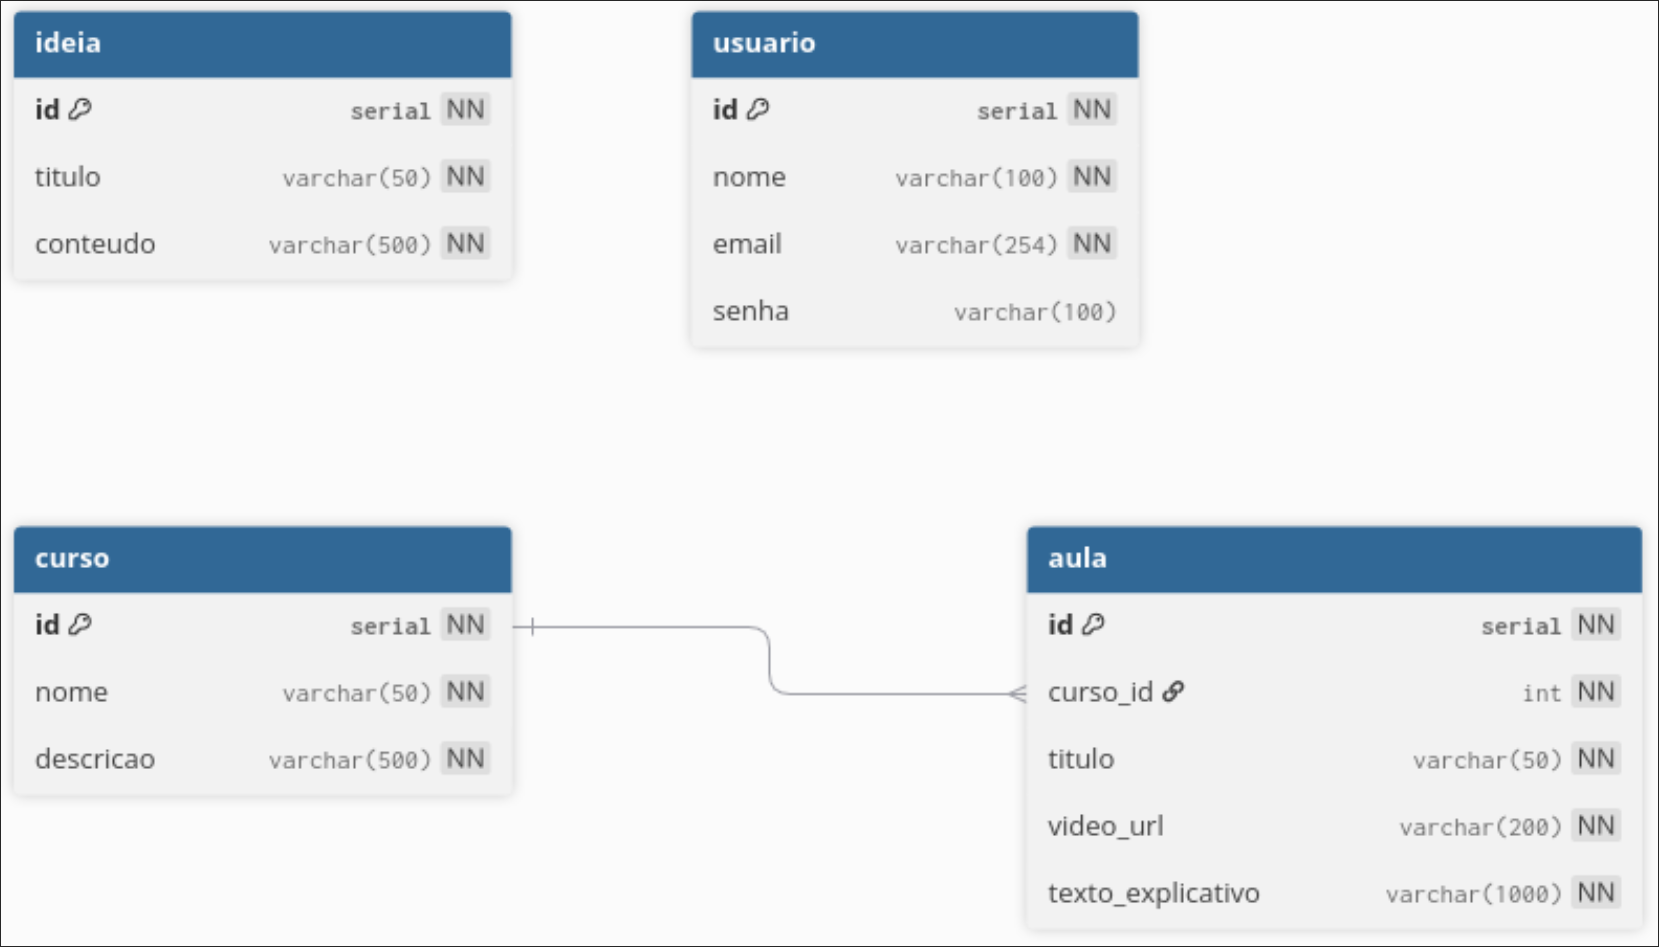 ideia
id serial NN
titulo varchar(50) NN
conteudo varchar(500) NN
usuario
id serial NN
nome varchar(100) NN
email varchar(254) NN
senha varchar(100)
curso
id serial NN
nome varchar(50) NN
descricao varchar(500) NN
aula
id serial NN
curso_id int NN
titulo varchar(50) NN
video_url varchar(200) NN
texto_explicativo varchar(1000) NN